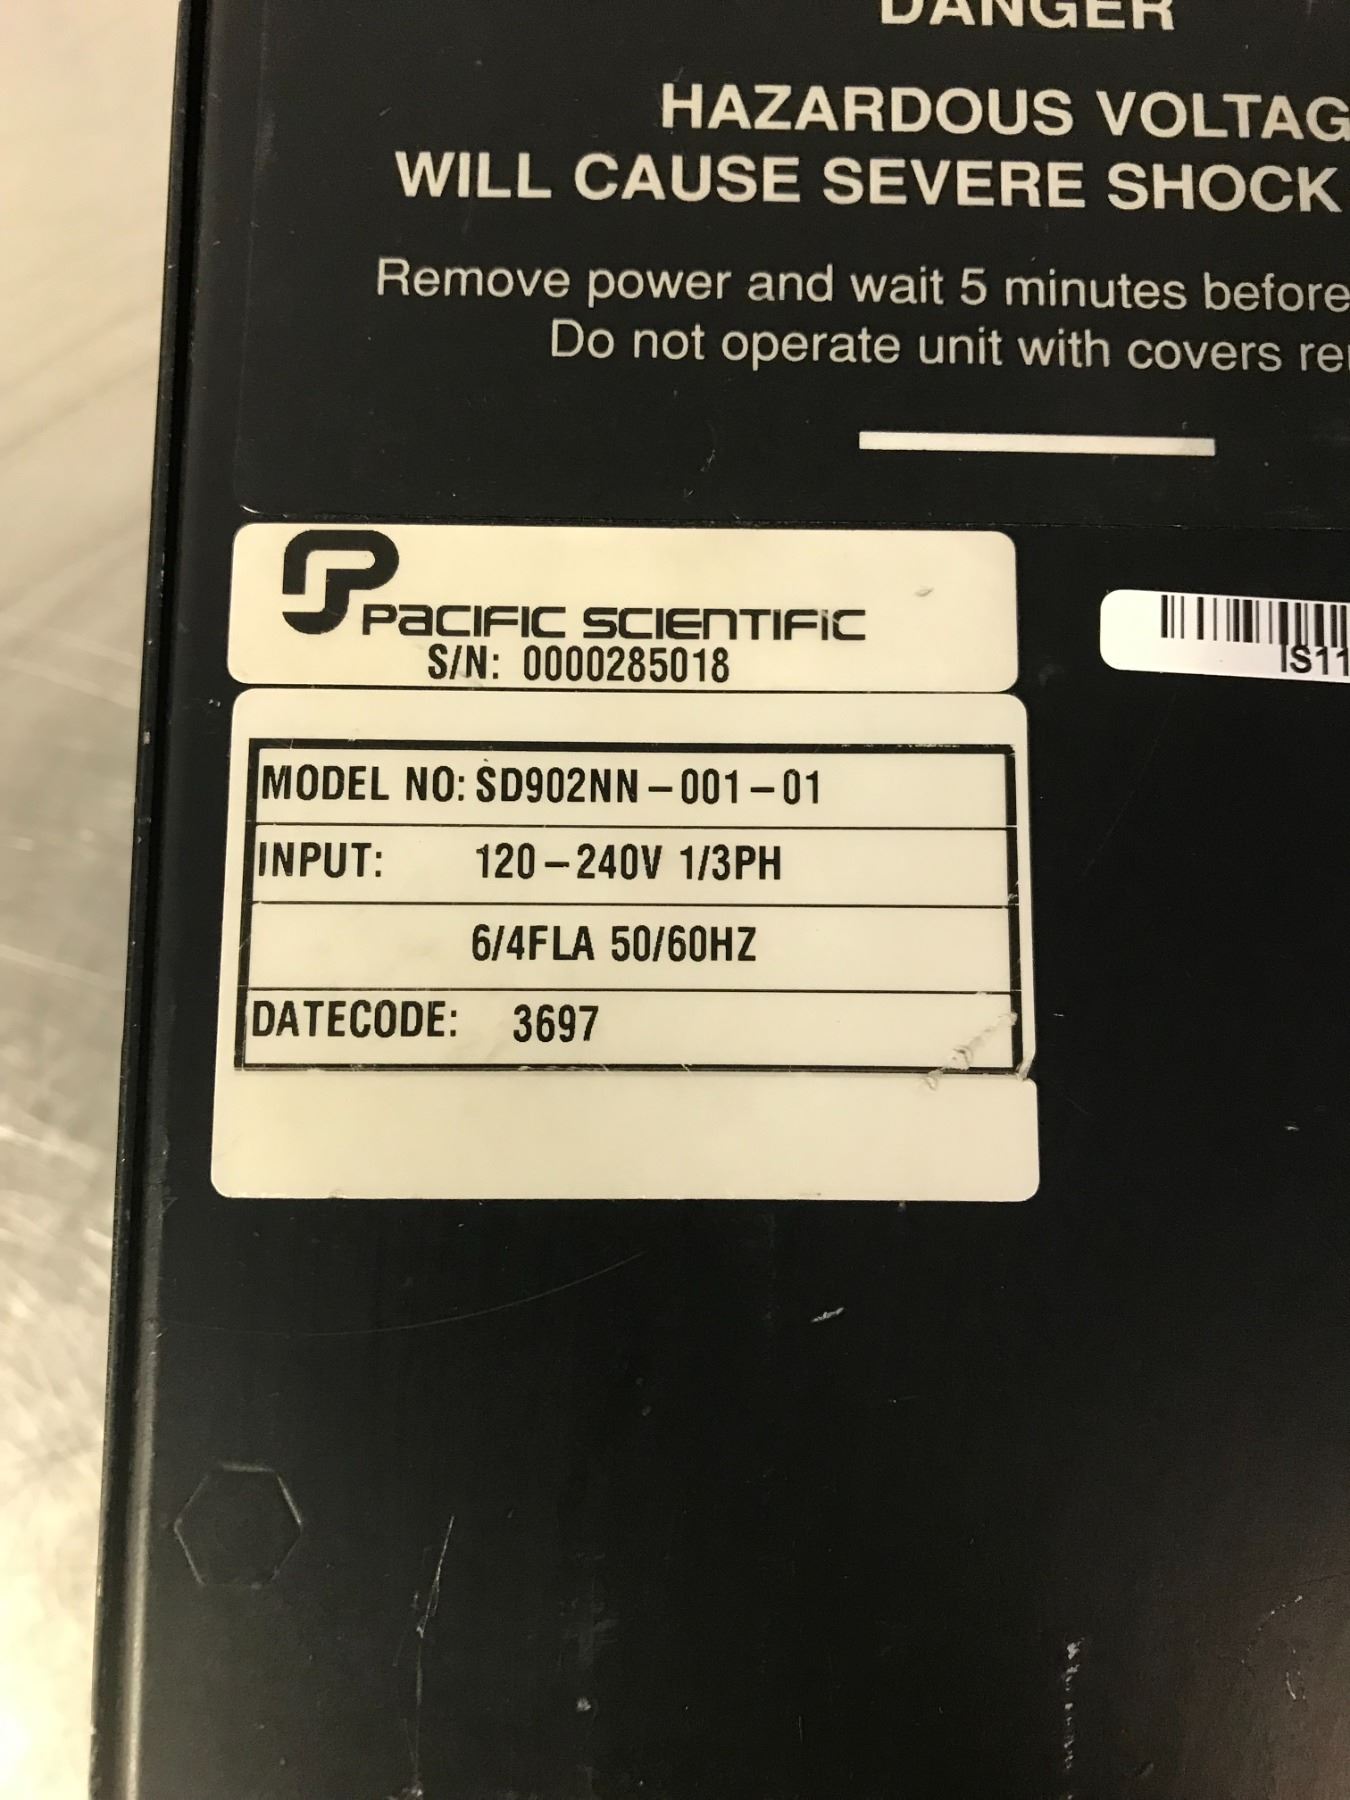 DANGER
HAZARDOUS VOLTAG
WILL CAUSE SEVERE SHOCK
Remove power and wait 5 minutes before
Do not operate unit with covers re
PACIFIC SCIENTIFIC
S/N: 0000285018
IS11
MODEL NO: SD902NN-001-01
INPUT: 120-240V 1/3PH
6/4FLA 50/60HZ
DATECODE: 3697